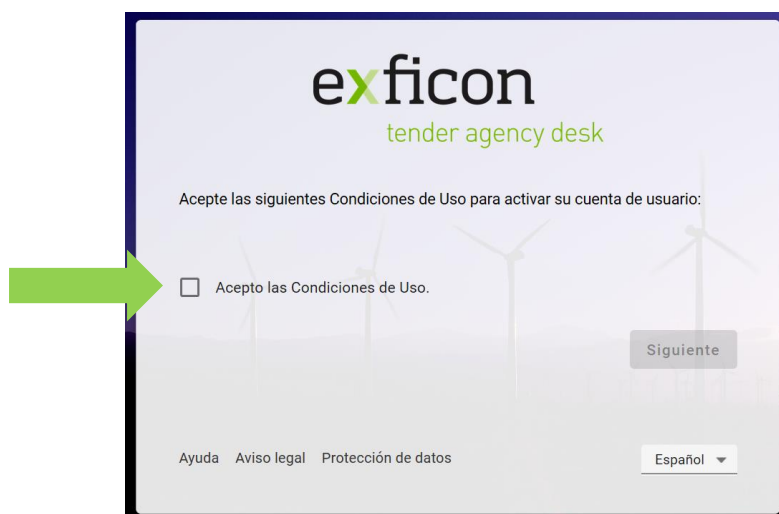 exficon
tender agency desk
Acepte las siguientes Condiciones de Uso para activar su cuenta de usuario:
Acepto las Condiciones de Uso.
Siguiente
Ayuda Aviso legal Protección de datos Español